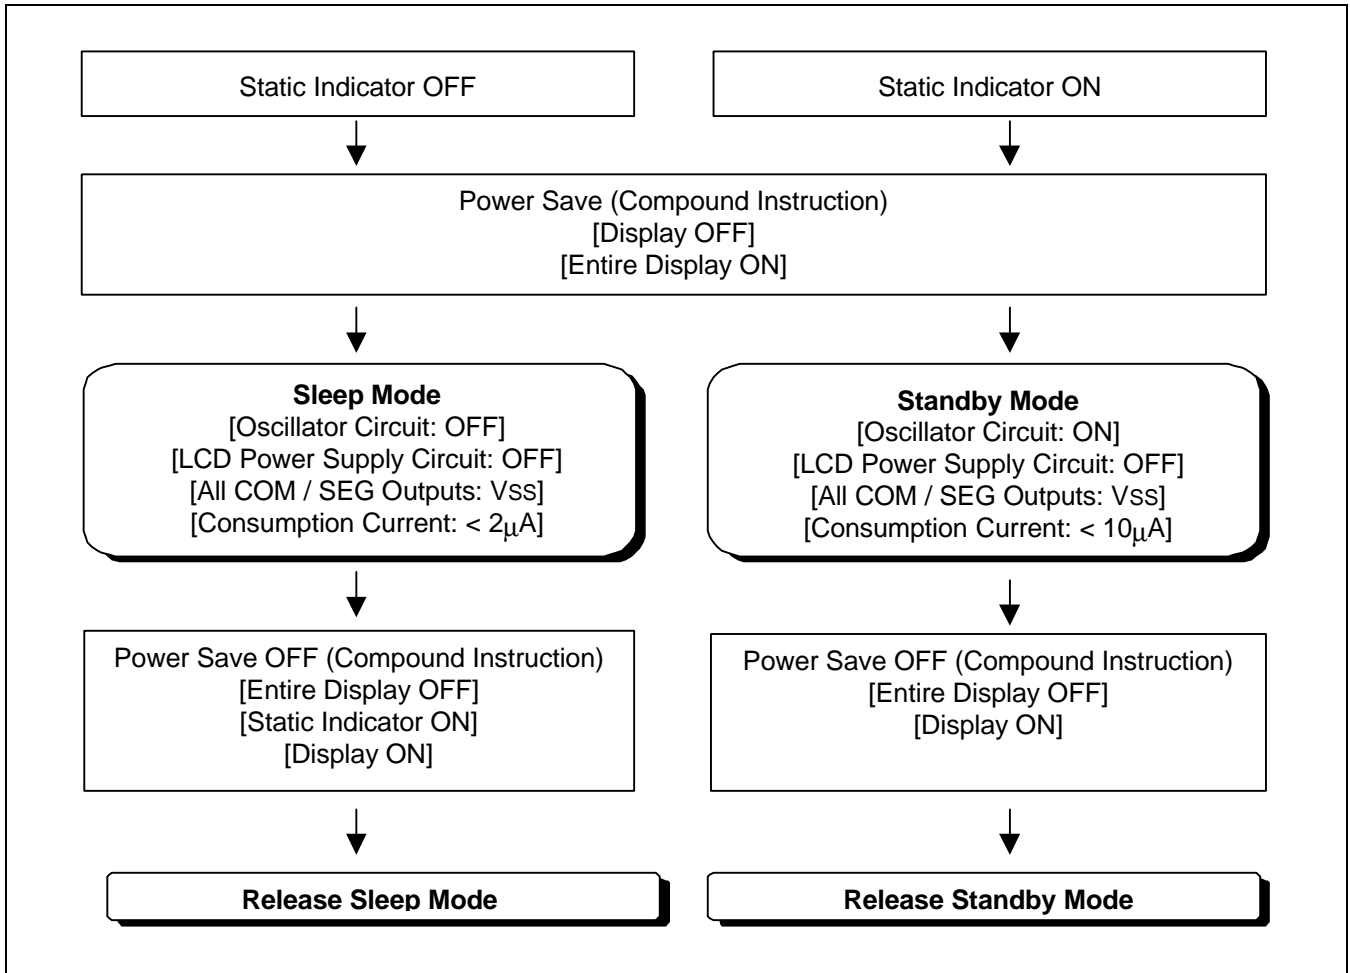 Static Indicator OFF
Static Indicator ON
Power Save (Compound Instruction)
[Display OFF]
[Entire Display ON]
Sleep Mode
[Oscillator Circuit: OFF]
[LCD Power Supply Circuit: OFF]
[All COM / SEG Outputs: VSS]
[Consumption Current: < 2μA]
Standby Mode
[Oscillator Circuit: ON]
[LCD Power Supply Circuit: OFF]
[All COM / SEG Outputs: VSS]
[Consumption Current: < 10μA]
Power Save OFF (Compound Instruction)
[Entire Display OFF]
[Static Indicator ON]
[Display ON]
Power Save OFF (Compound Instruction)
[Entire Display OFF]
[Display ON]
Release Sleep Mode
Release Standby Mode